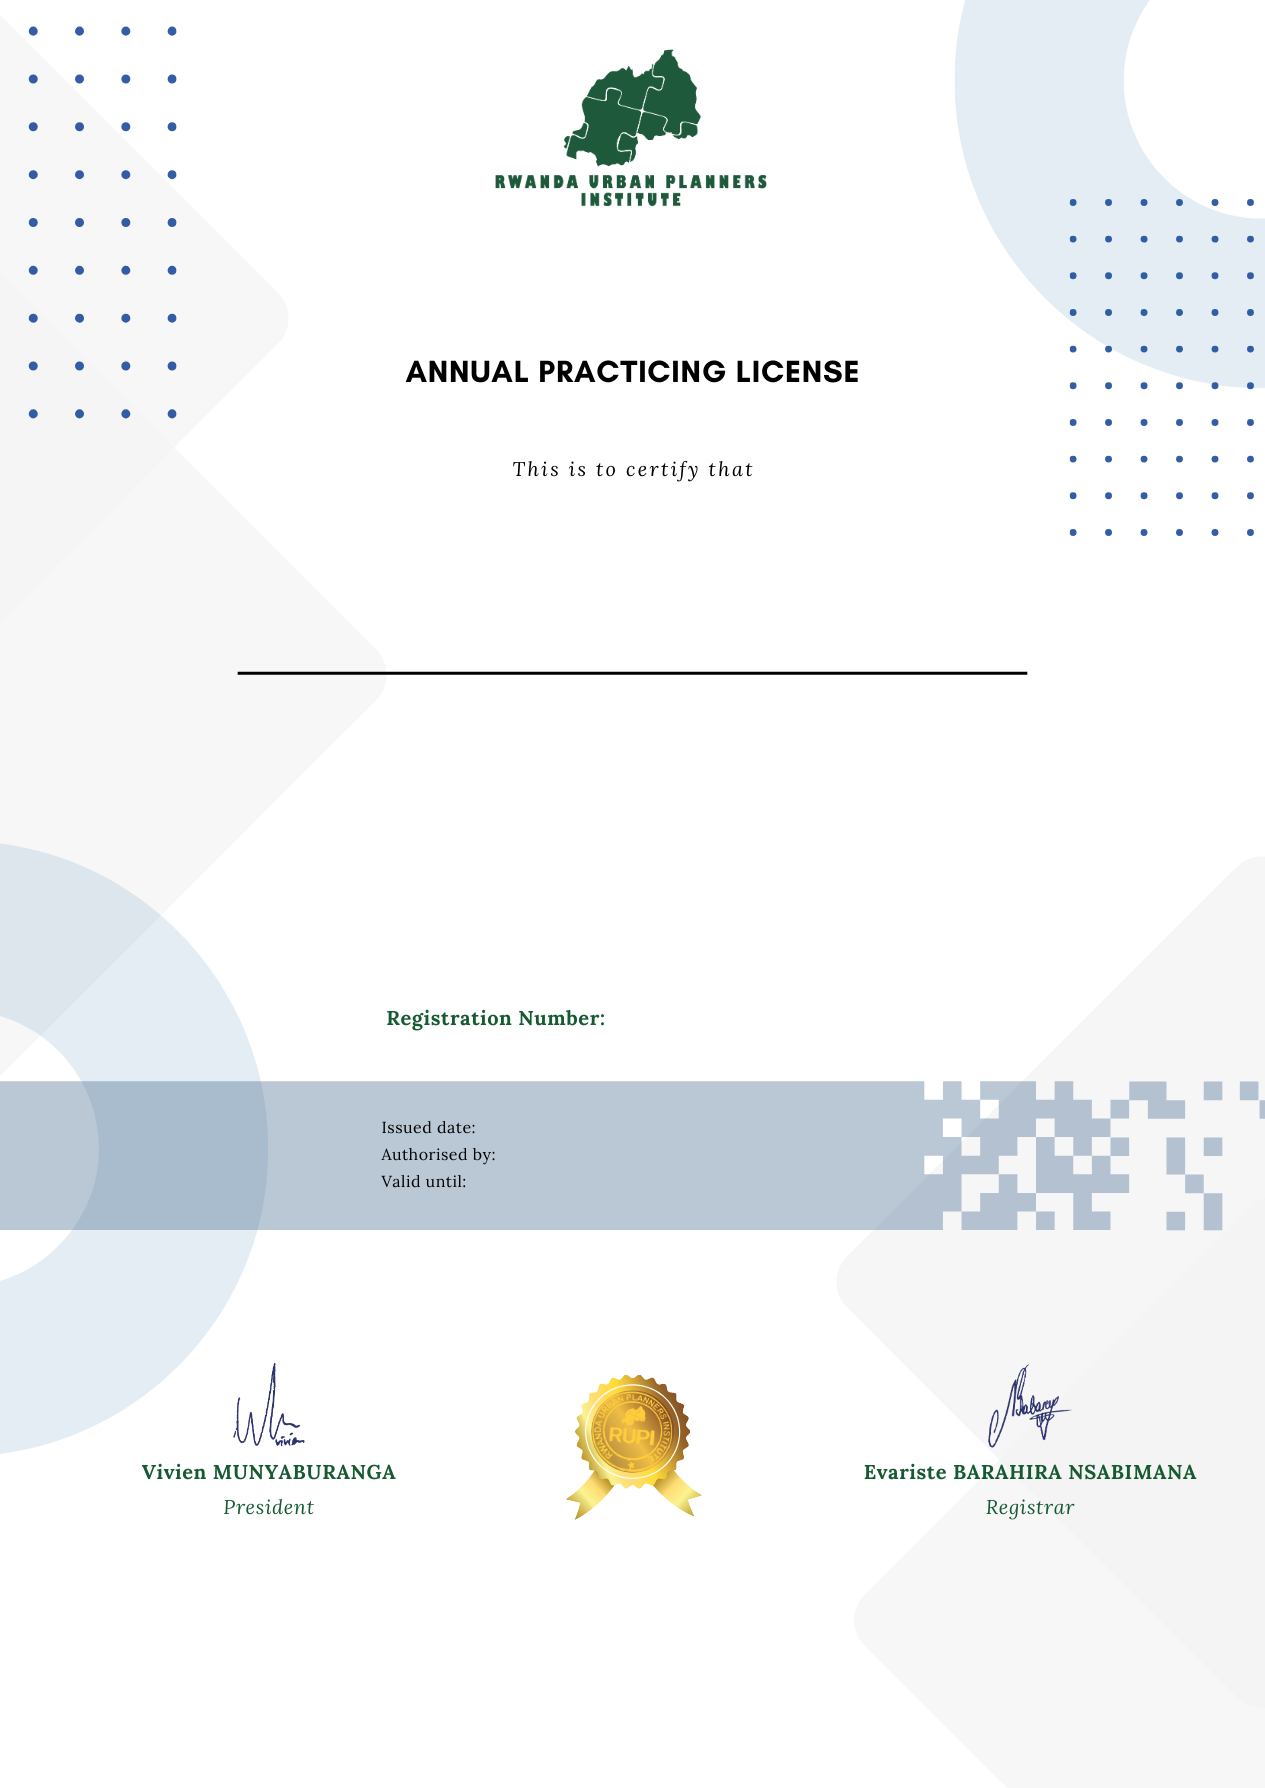 RWANDA URBAN PLANNERS
INSTITUTE
ANNUAL PRACTICING LICENSE
This is to certify that
Registration Number:
Issued date:
Authorised by:
Valid until:
vivien
RWANDA URBAN PLANNERS INSTITUTE
RUPI
Vivien MUNYABURANGA
President
Evariste BARAHIRA NSABIMANA
Registrar